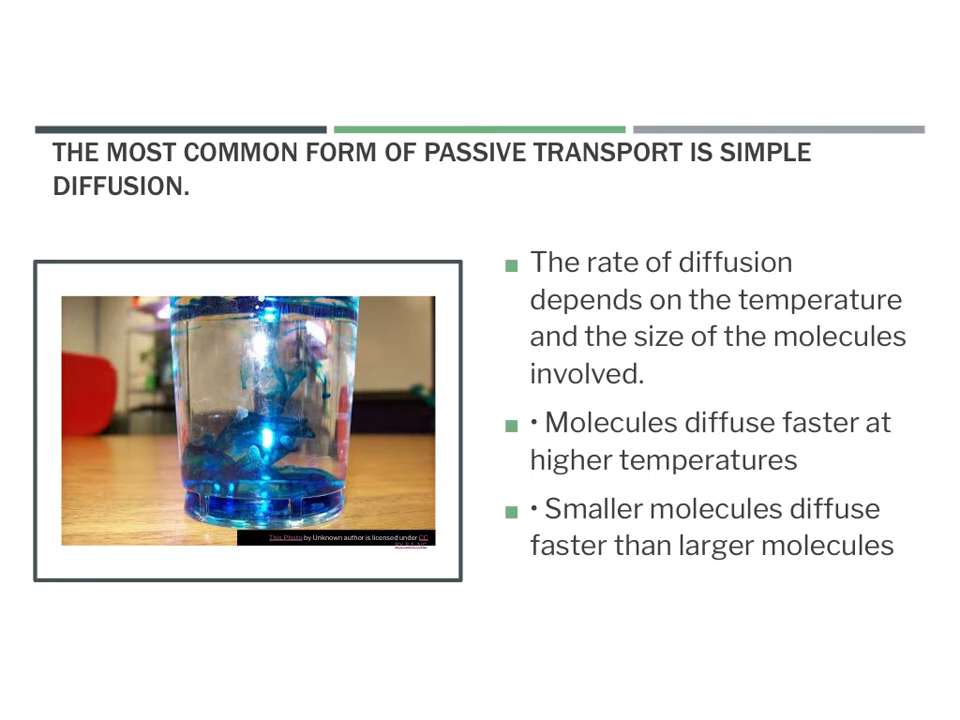 THE MOST COMMON FORM OF PASSIVE TRANSPORT IS SIMPLE
DIFFUSION.
■ The rate of diffusion
depends on the temperature
and the size of the molecules
involved.
■ • Molecules diffuse faster at
higher temperatures
■ • Smaller molecules diffuse
faster than larger molecules
This Photo by Unknown author is licensed under CC